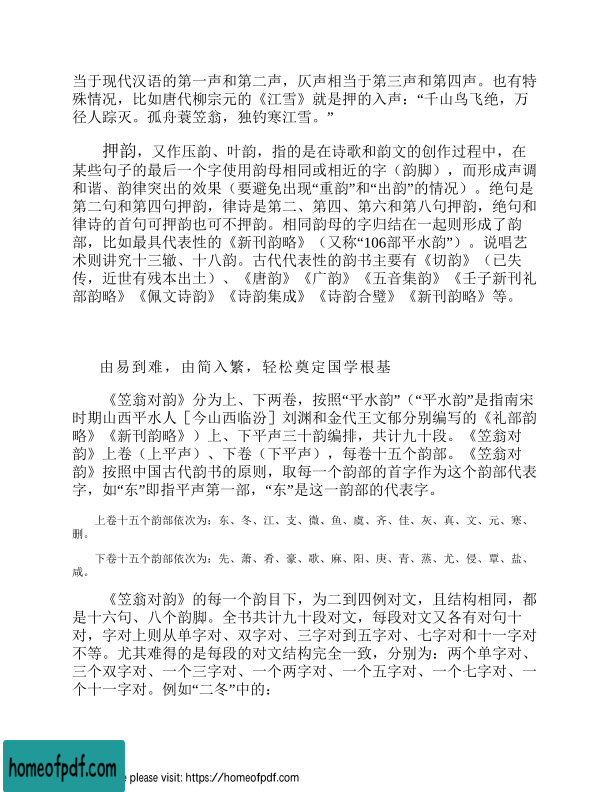 当于现代汉语的第一声和第二声，仄声相当于第三声和第四声。也有特
殊情况，比如唐代柳宗元的《江雪》就是押的入声：“千山鸟飞绝，万
径人踪灭。孤舟蓑笠翁，独钓寒江雪。”
押韵，又作压韵、叶韵，指的是在诗歌和韵文的创作过程中，在
某些句子的最后一个字使用韵母相同或相近的字（韵脚），而形成声调
和谐、韵律突出的效果（要避免出现“重韵”和“出韵”的情况）。绝句是
第二句和第四句押韵，律诗是第二、第四、第六和第八句押韵，绝句和
律诗的首句可押韵也可不押韵。相同韵母的字归结在一起则形成了韵
部，比如最具代表性的《新刊韵略》（又称“106部平水韵”）。说唱艺
术则讲究十三辙、十八韵。古代代表性的韵书主要有《切韵》（已失
传，近世有残本出土）、《唐韵》《广韵》《五音集韵》《壬子新刊礼
部韵略》《佩文诗韵》《诗韵集成》《诗韵合璧》《新刊韵略》等。
由易到难，由简入繁，轻松奠定国学根基
《笠翁对韵》分为上、下两卷，按照“平水韵”（“平水韵”是指南宋
时期山西平水人［今山西临汾］刘渊和金代王文郁分别编写的《礼部韵
略》《新刊韵略》）上、下平声三十韵编排，共计九十段。《笠翁对
韵》上卷（上平声）、下卷（下平声），每卷十五个韵部。《笠翁对
韵》按照中国古代韵书的原则，取每一个韵部的首字作为这个韵部代表
字，如“东”即指平声第一部，“东”是这一韵部的代表字。
上卷十五个韵部依次为：东、冬、江、支、微、鱼、虞、齐、佳、灰、真、文、元、寒、
删。
下卷十五个韵部依次为：先、萧、肴、豪、歌、麻、阳、庚、青、蒸、尤、侵、覃、盐、
咸。
《笠翁对韵》的每一个韵目下，为二到四例对文，且结构相同，都
是十六句、八个韵脚。全书共计九十段对文，每段对文又各有对句十
对，字对上则从单字对、双字对、三字对到五字对、七字对和十一字对
不等。尤其难得的是每段的对文结构完全一致，分别为：两个单字对、
三个双字对、一个三字对、一个两字对、一个五字对、一个七字对、一
个十一字对。例如“二冬”中的：
homeofpdf.com
please visit: https://homeofpdf.com